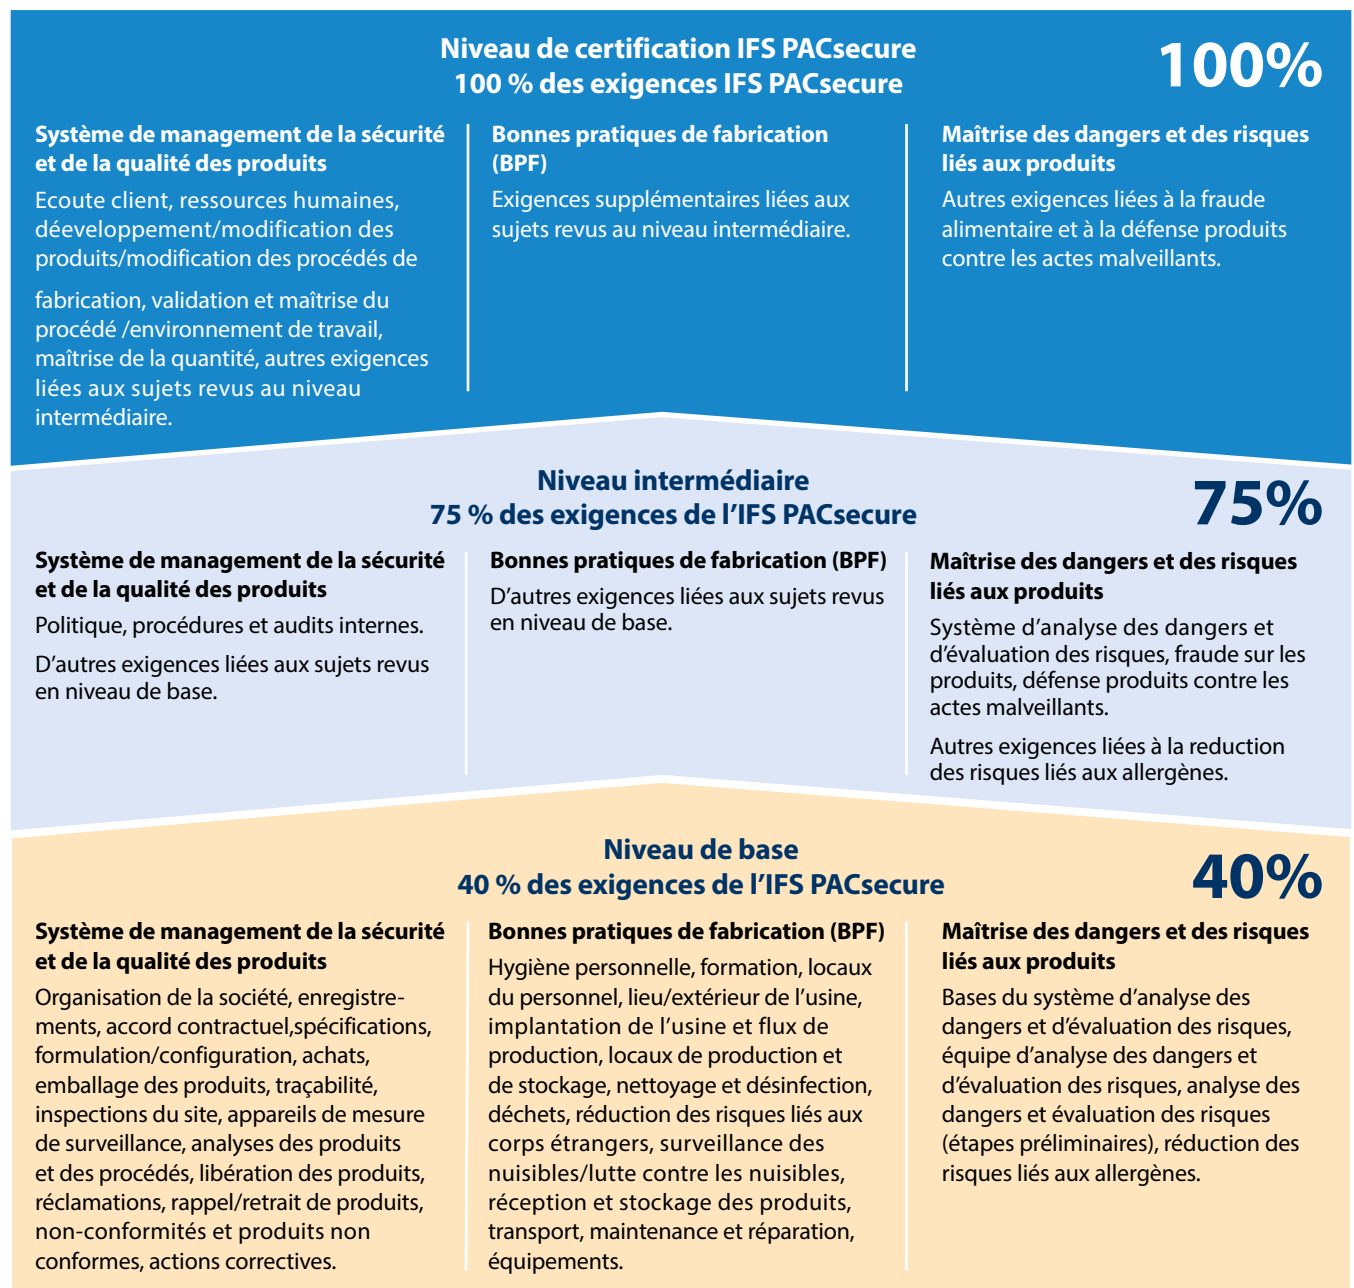 Niveau de certification IFS PACsecure
100 % des exigences IFS PACsecure
100%
Système de management de la sécurité
et de la qualité des produits
Ecoute client, ressources humaines,
déeveloppement/modification des
produits/modification des procédés de
fabrication, validation et maîtrise du
procédé /environnement de travail,
maîtrise de la quantité, autres exigences
liées aux sujets revus au niveau
intermédiaire.
Bonnes pratiques de fabrication
(BPF)
Exigences supplémentaires liées aux
sujets revus au niveau intermédiaire.
Maîtrise des dangers et des risques
liés aux produits
Autres exigences liées à la fraude
alimentaire et à la défense produits
contre les actes malveillants.
Niveau intermédiaire
75 % des exigences de l’IFS PACsecure
75%
Système de management de la sécurité
et de la qualité des produits
Politique, procédures et audits internes.
D’autres exigences liées aux sujets revus
en niveau de base.
Bonnes pratiques de fabrication (BPF)
D’autres exigences liées aux sujets revus
en niveau de base.
Maîtrise des dangers et des risques
liés aux produits
Système d’analyse des dangers et
d’évaluation des risques, fraude sur les
produits, défense produits contre les
actes malveillants.
Autres exigences liées à la reduction
des risques liés aux allergènes.
Niveau de base
40 % des exigences de l’IFS PACsecure
40%
Système de management de la sécurité
et de la qualité des produits
Organisation de la société, enregistre-
ments, accord contractuel,spécifications,
formulation/configuration, achats,
emballage des produits, traçabilité,
inspections du site, appareils de mesure
de surveillance, analyses des produits
et des procédés, libération des produits,
réclamations, rappel/retrait de produits,
non-conformités et produits non
conformes, actions correctives.
Bonnes pratiques de fabrication (BPF)
Hygiène personnelle, formation, locaux
du personnel, lieu/extérieur de l’usine,
implantation de l’usine et flux de
production, locaux de production et
de stockage, nettoyage et désinfection,
déchets, réduction des risques liés aux
corps étrangers, surveillance des
nuisibles/lutte contre les nuisibles,
réception et stockage des produits,
transport, maintenance et réparation,
équipements.
Maîtrise des dangers et des risques
liés aux produits
Bases du système d’analyse des
dangers et d’évaluation des risques,
équipe d’analyse des dangers et
d’évaluation des risques, analyse des
dangers et évaluation des risques
(étapes préliminaires), réduction des
risques liés aux allergènes.